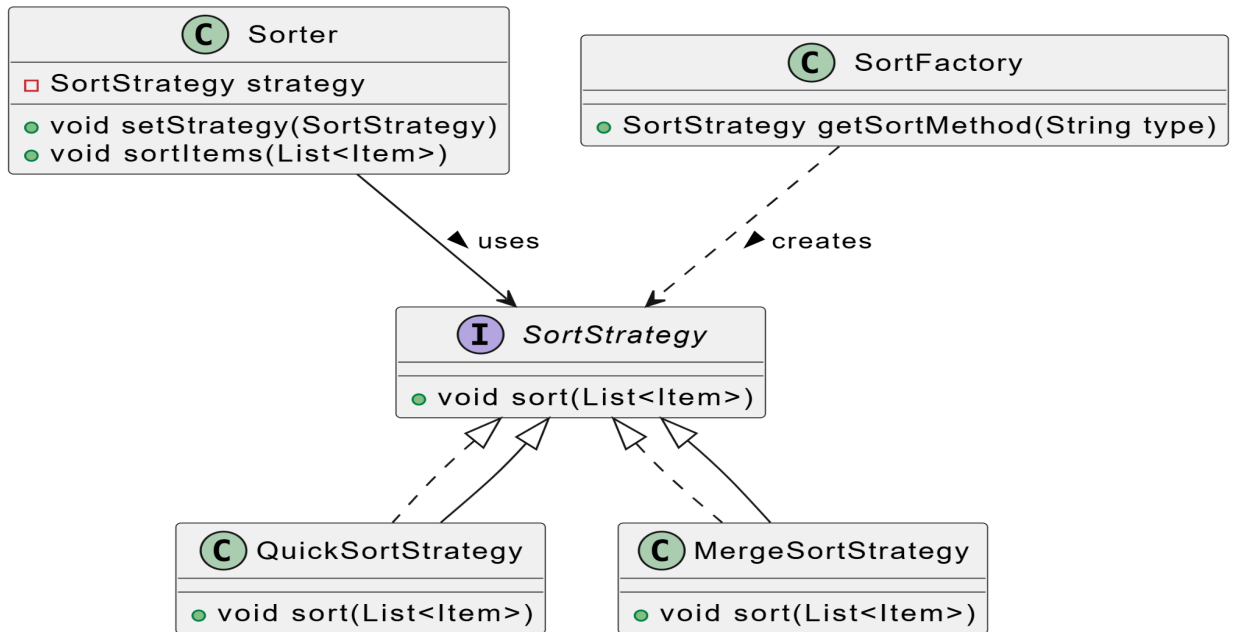 C Sorter
SortStrategy strategy
void setStrategy(SortStrategy)
void sortItems(List<Item>)
C SortFactory
SortStrategy getSortMethod(String type)
uses
creates
I SortStrategy
void sort(List<Item>)
C QuickSortStrategy
void sort(List<Item>)
C MergeSortStrategy
void sort(List<Item>)